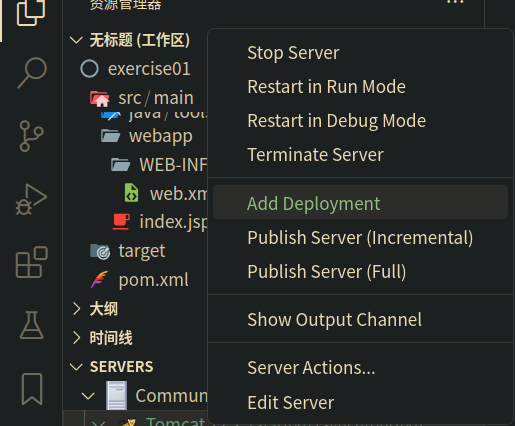 资源管理器
无标题 (工作区)
exercise01
src / main
java / tool
webapp
WEB-INF
web.xm
index.jsp
target
pom.xml
大纲
时间线
SERVERS
Commun
Tomcat
Stop Server
Restart in Run Mode
Restart in Debug Mode
Terminate Server
Add Deployment
Publish Server (Incremental)
Publish Server (Full)
Show Output Channel
Server Actions...
Edit Server